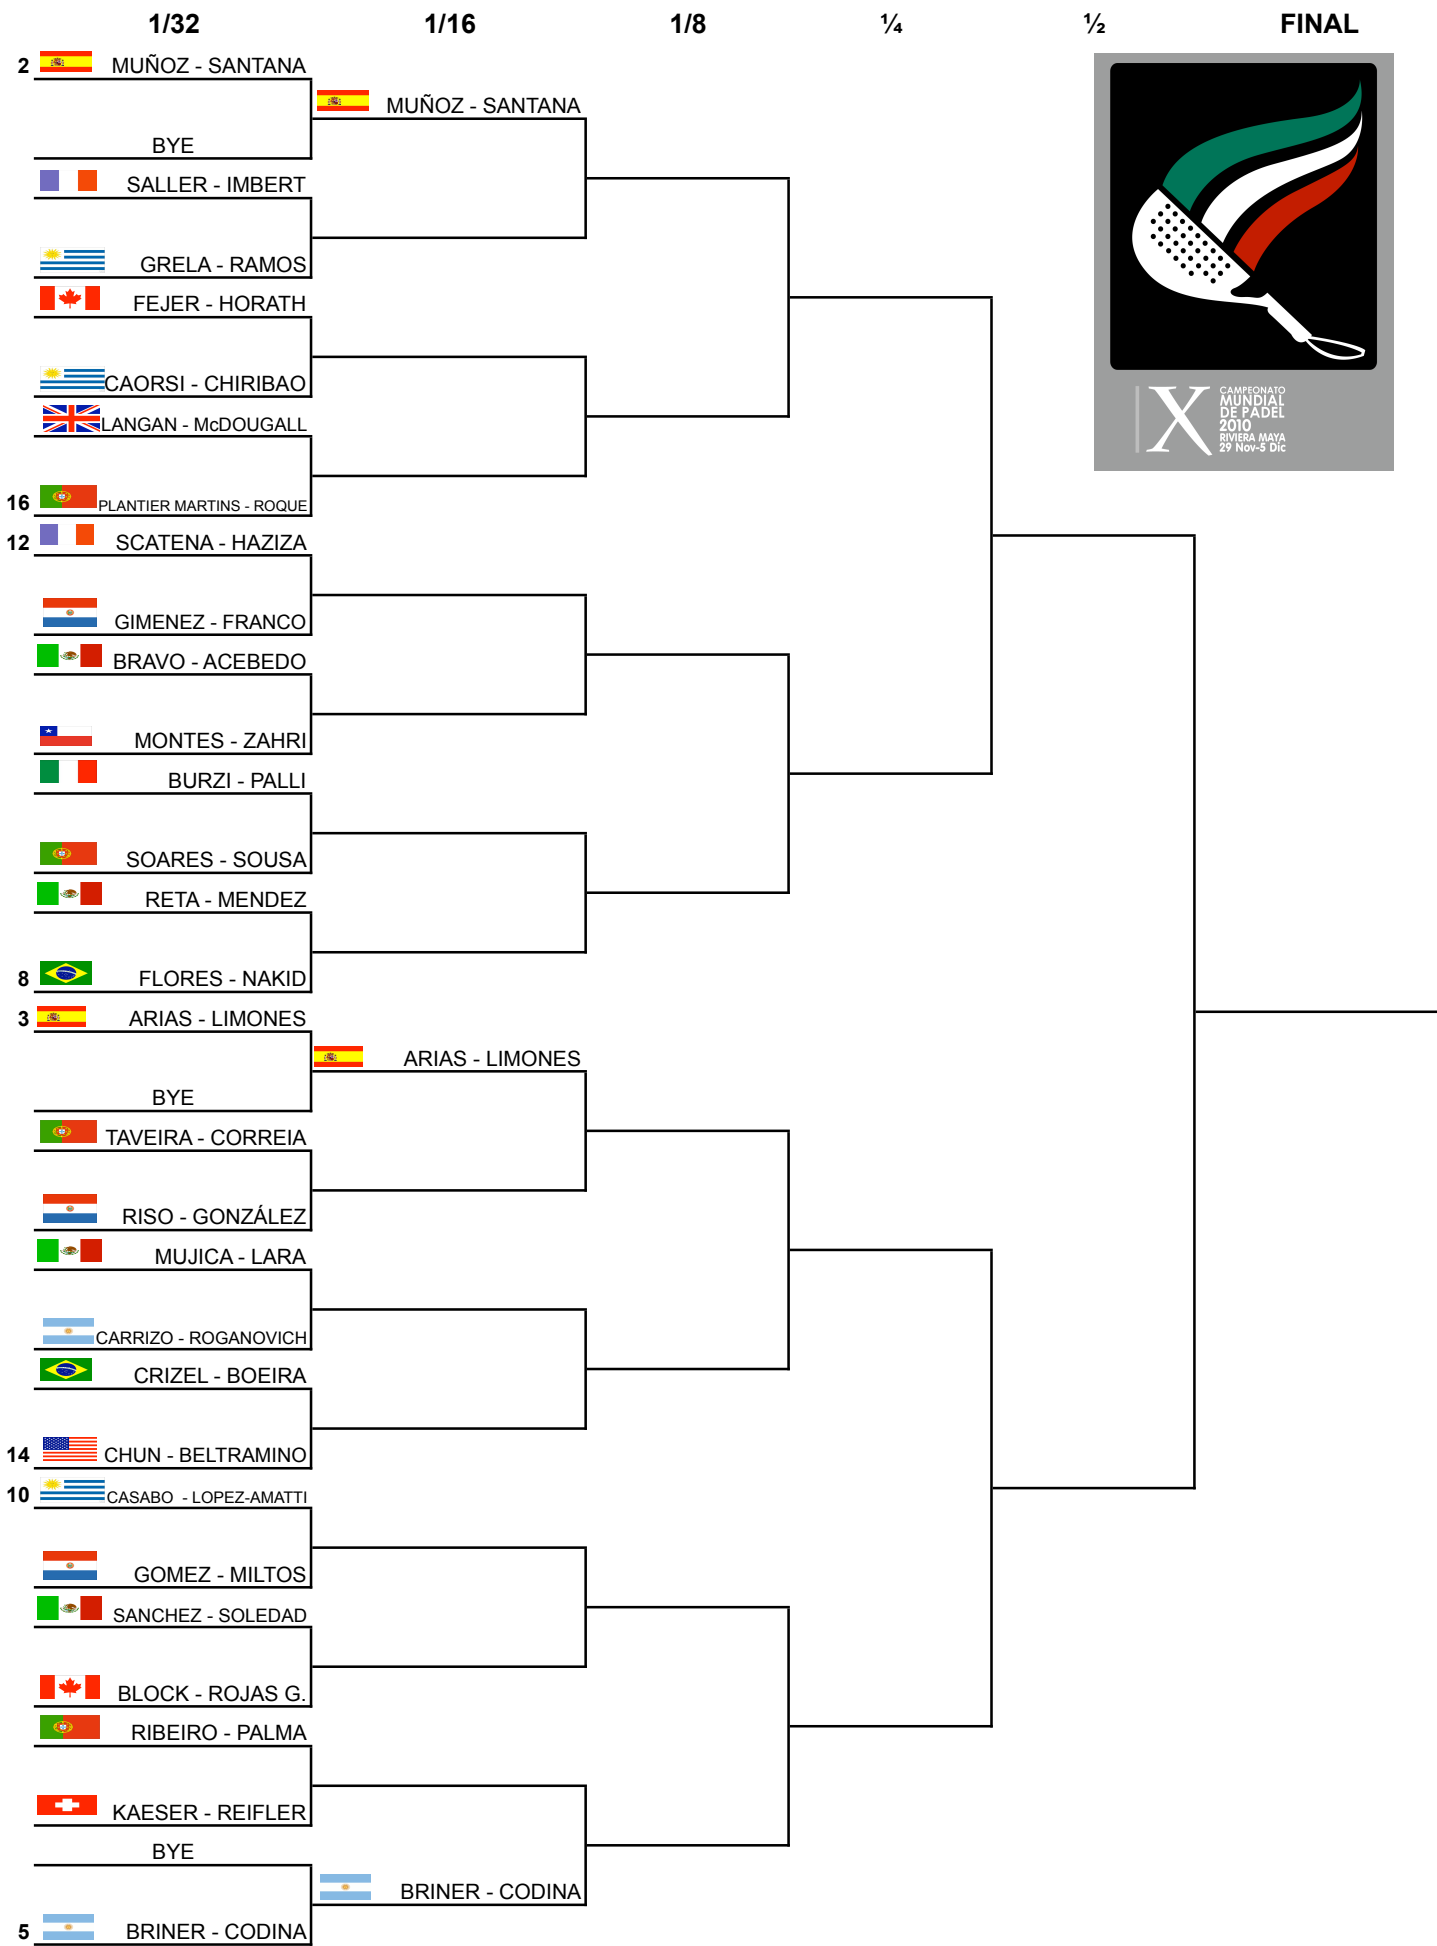 1/32 1/16 1/8 ¼ ½ FINAL
2 MUÑOZ - SANTANA
MUÑOZ - SANTANA
BYE
SALLER - IMBERT
GRELA - RAMOS
FEJER - HORATH
CAORSI - CHIRIBAO
LANGAN - McDOUGALL
16 PLANTIER MARTINS - ROQUE
12 SCATENA - HAZIZA
GIMENEZ - FRANCO
BRAVO - ACEBEDO
MONTES - ZAHRI
BURZI - PALLI
SOARES - SOUSA
RETA - MENDEZ
8 FLORES - NAKID
3 ARIAS - LIMONES
ARIAS - LIMONES
BYE
TAVEIRA - CORREIA
RISO - GONZÁLEZ
MUJICA - LARA
CARRIZO - ROGANOVICH
CRIZEL - BOEIRA
14 CHUN - BELTRAMINO
10 CASABO - LOPEZ-AMATTI
GOMEZ - MILTOS
SANCHEZ - SOLEDAD
BLOCK - ROJAS G.
RIBEIRO - PALMA
KAESER - REIFLER
BYE
BRINER - CODINA
5 BRINER - CODINA
X
CAMPEONATO
MUNDIAL
DE PADEL
2010
RIVIERA MAYA
29 Nov-5 Dic